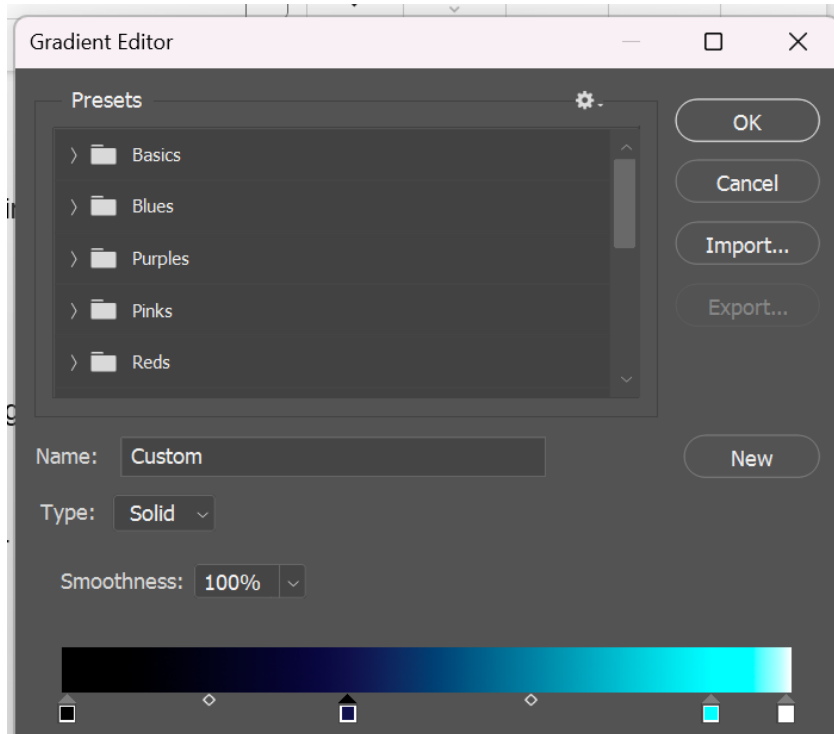 Gradient Editor
Presets
OK
Basics
Cancel
Blues
Import...
Purples
Export...
Pinks
Reds
Name: Custom
New
Type: Solid
Smoothness: 100%